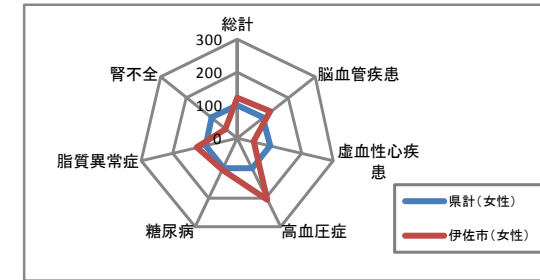 総計
300
200
100
0
脳血管疾患
虚血性心疾
患
高血圧症
糖尿病
脂質異常症
腎不全
県計(女性)
伊佐市(女性)